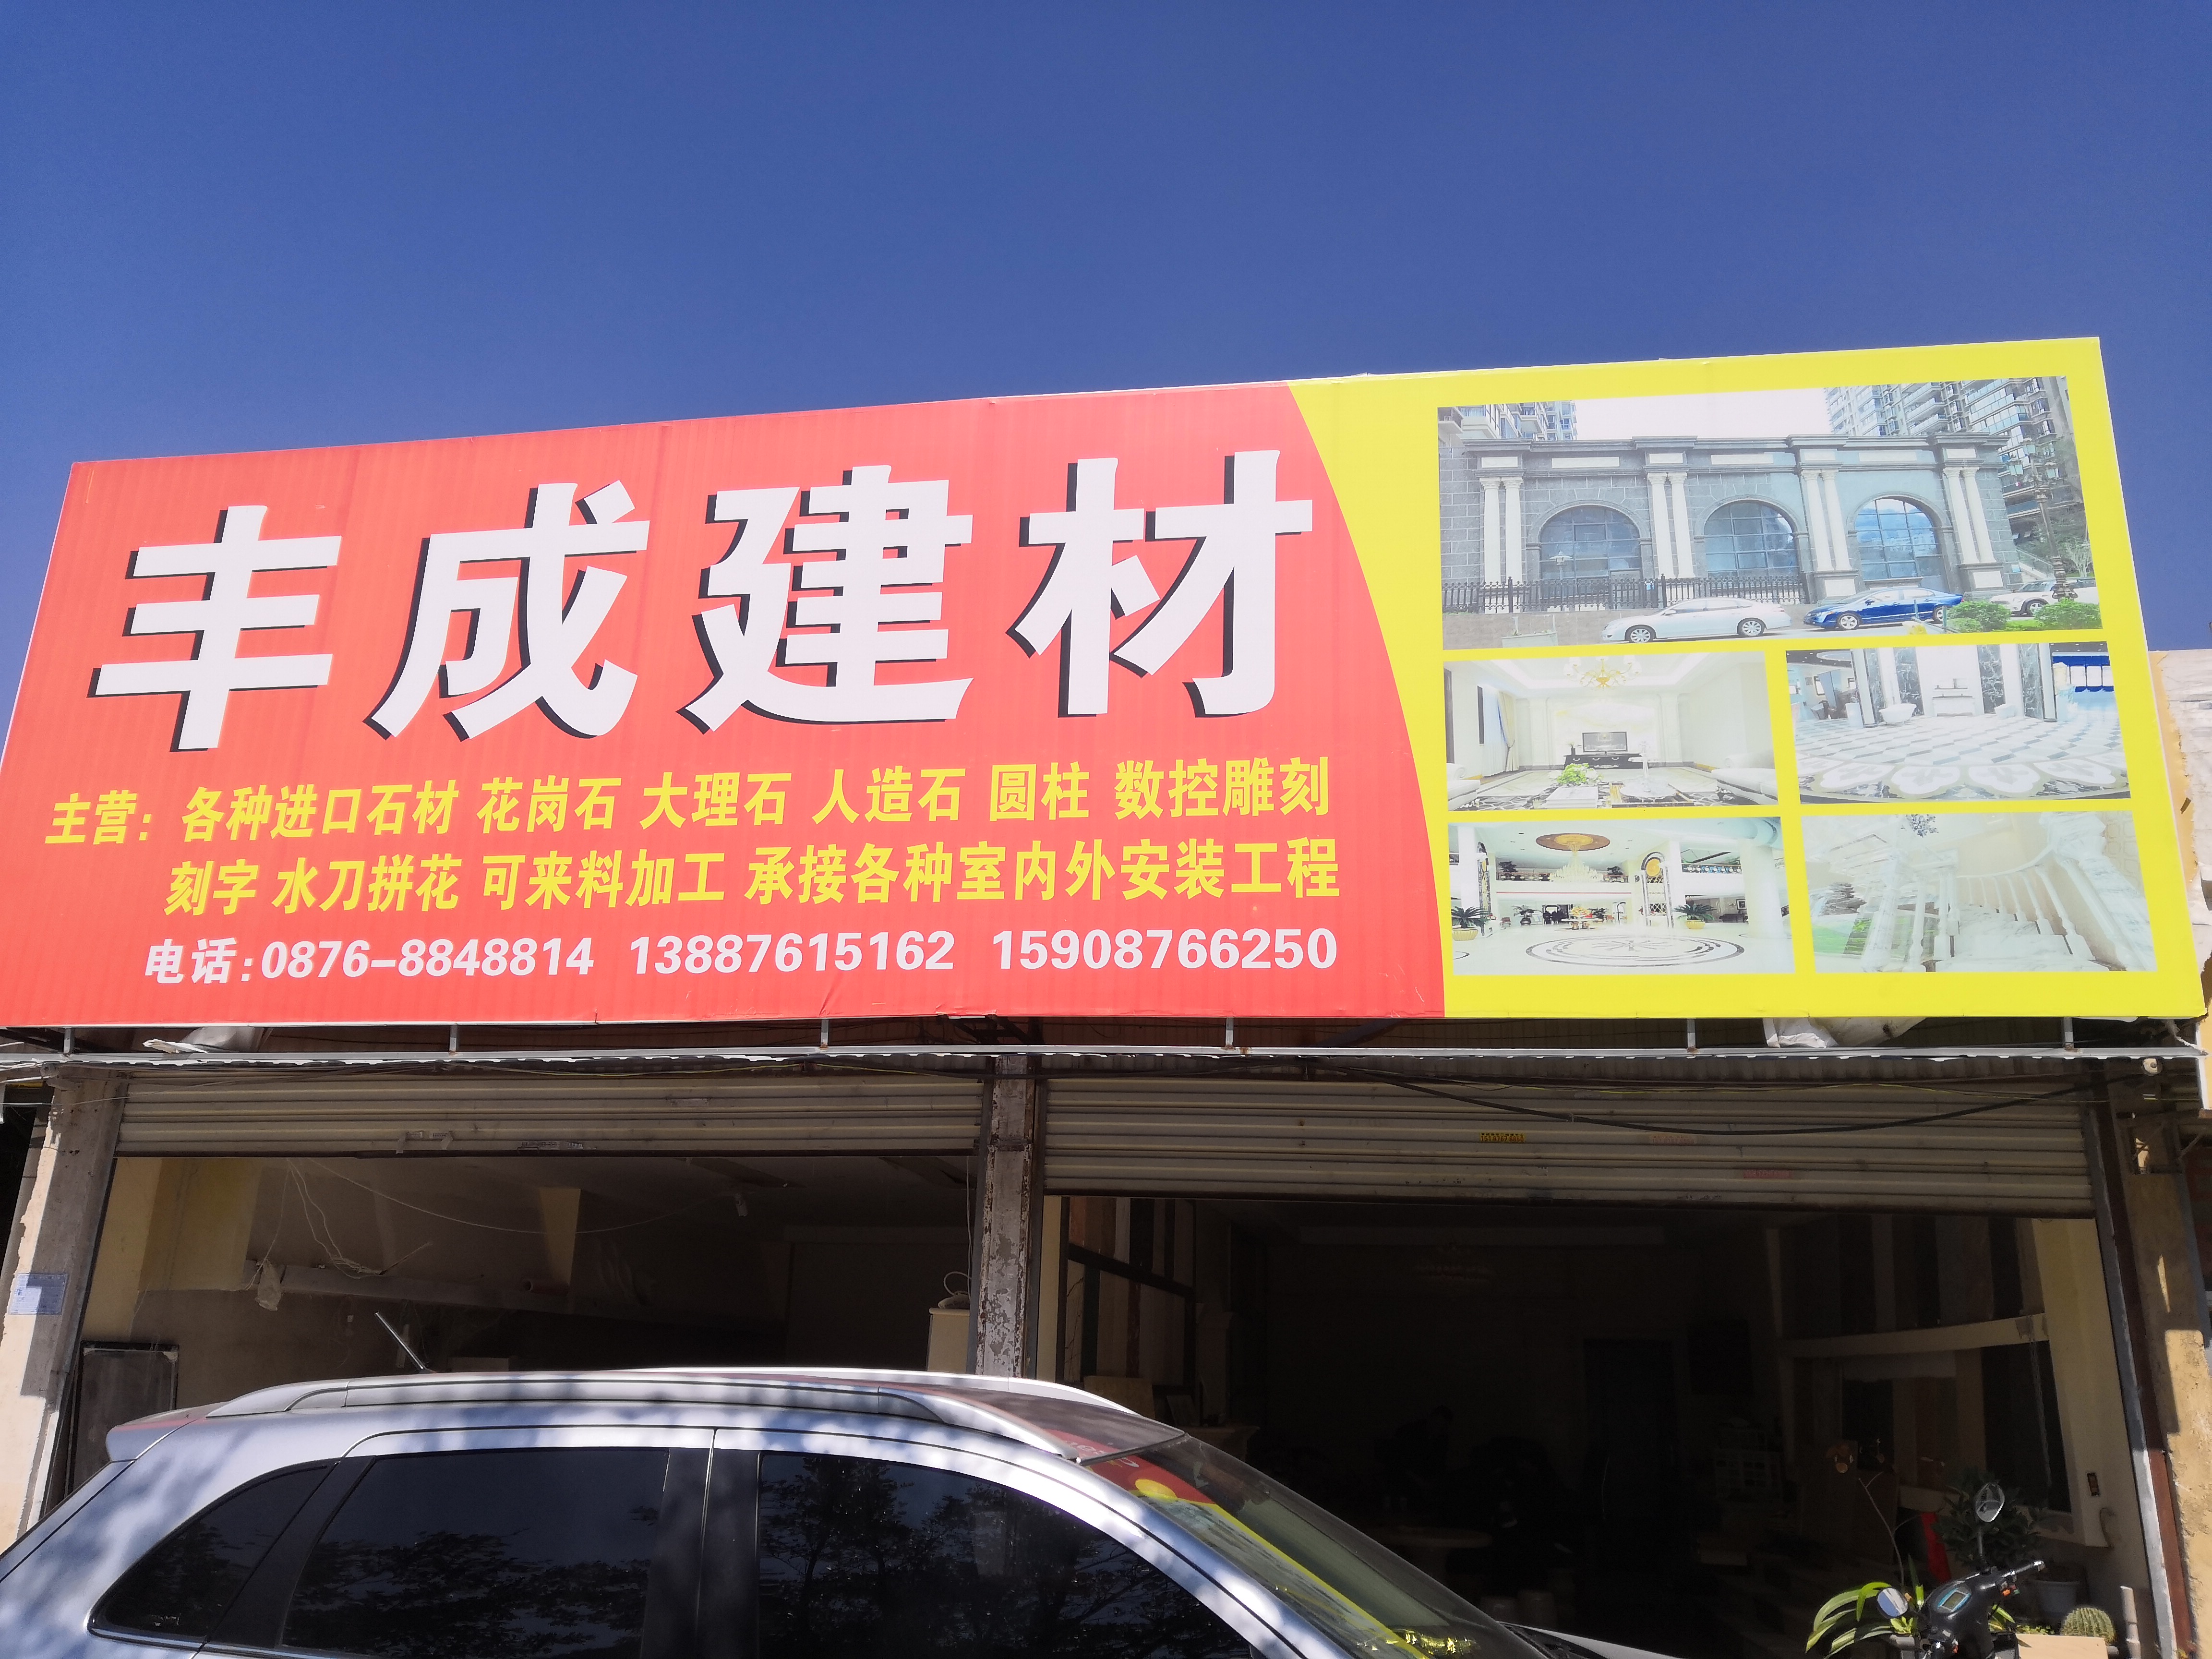 丰成建材
主营：各种进口石材 花岗石 大理石 人造石 圆柱 数控雕刻
刻字 水刀拼花 可来料加工 承接各种室内外安装工程
电话：0876-8848814 13887615162 15908766250